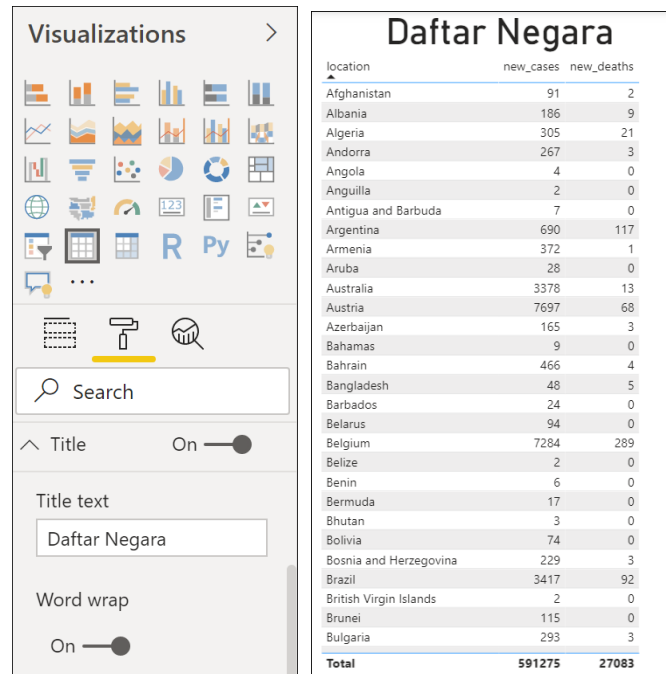 Visualizations
123
R
Py
...
Search
Title On
Title text
Daftar Negara
Word wrap
On
Daftar Negara
location new_cases new_deaths
Afghanistan 91 2
Albania 186 9
Algeria 305 21
Andorra 267 3
Angola 4 0
Anguilla 2 0
Antigua and Barbuda 7 0
Argentina 690 117
Armenia 372 1
Aruba 28 0
Australia 3378 13
Austria 7697 68
Azerbaijan 165 3
Bahamas 9 0
Bahrain 466 4
Bangladesh 48 5
Barbados 24 0
Belarus 94 0
Belgium 7284 289
Belize 2 0
Benin 6 0
Bermuda 17 0
Bhutan 3 0
Bolivia 74 0
Bosnia and Herzegovina 229 3
Brazil 3417 92
British Virgin Islands 2 0
Brunei 115 0
Bulgaria 293 3
Total 591275 27083